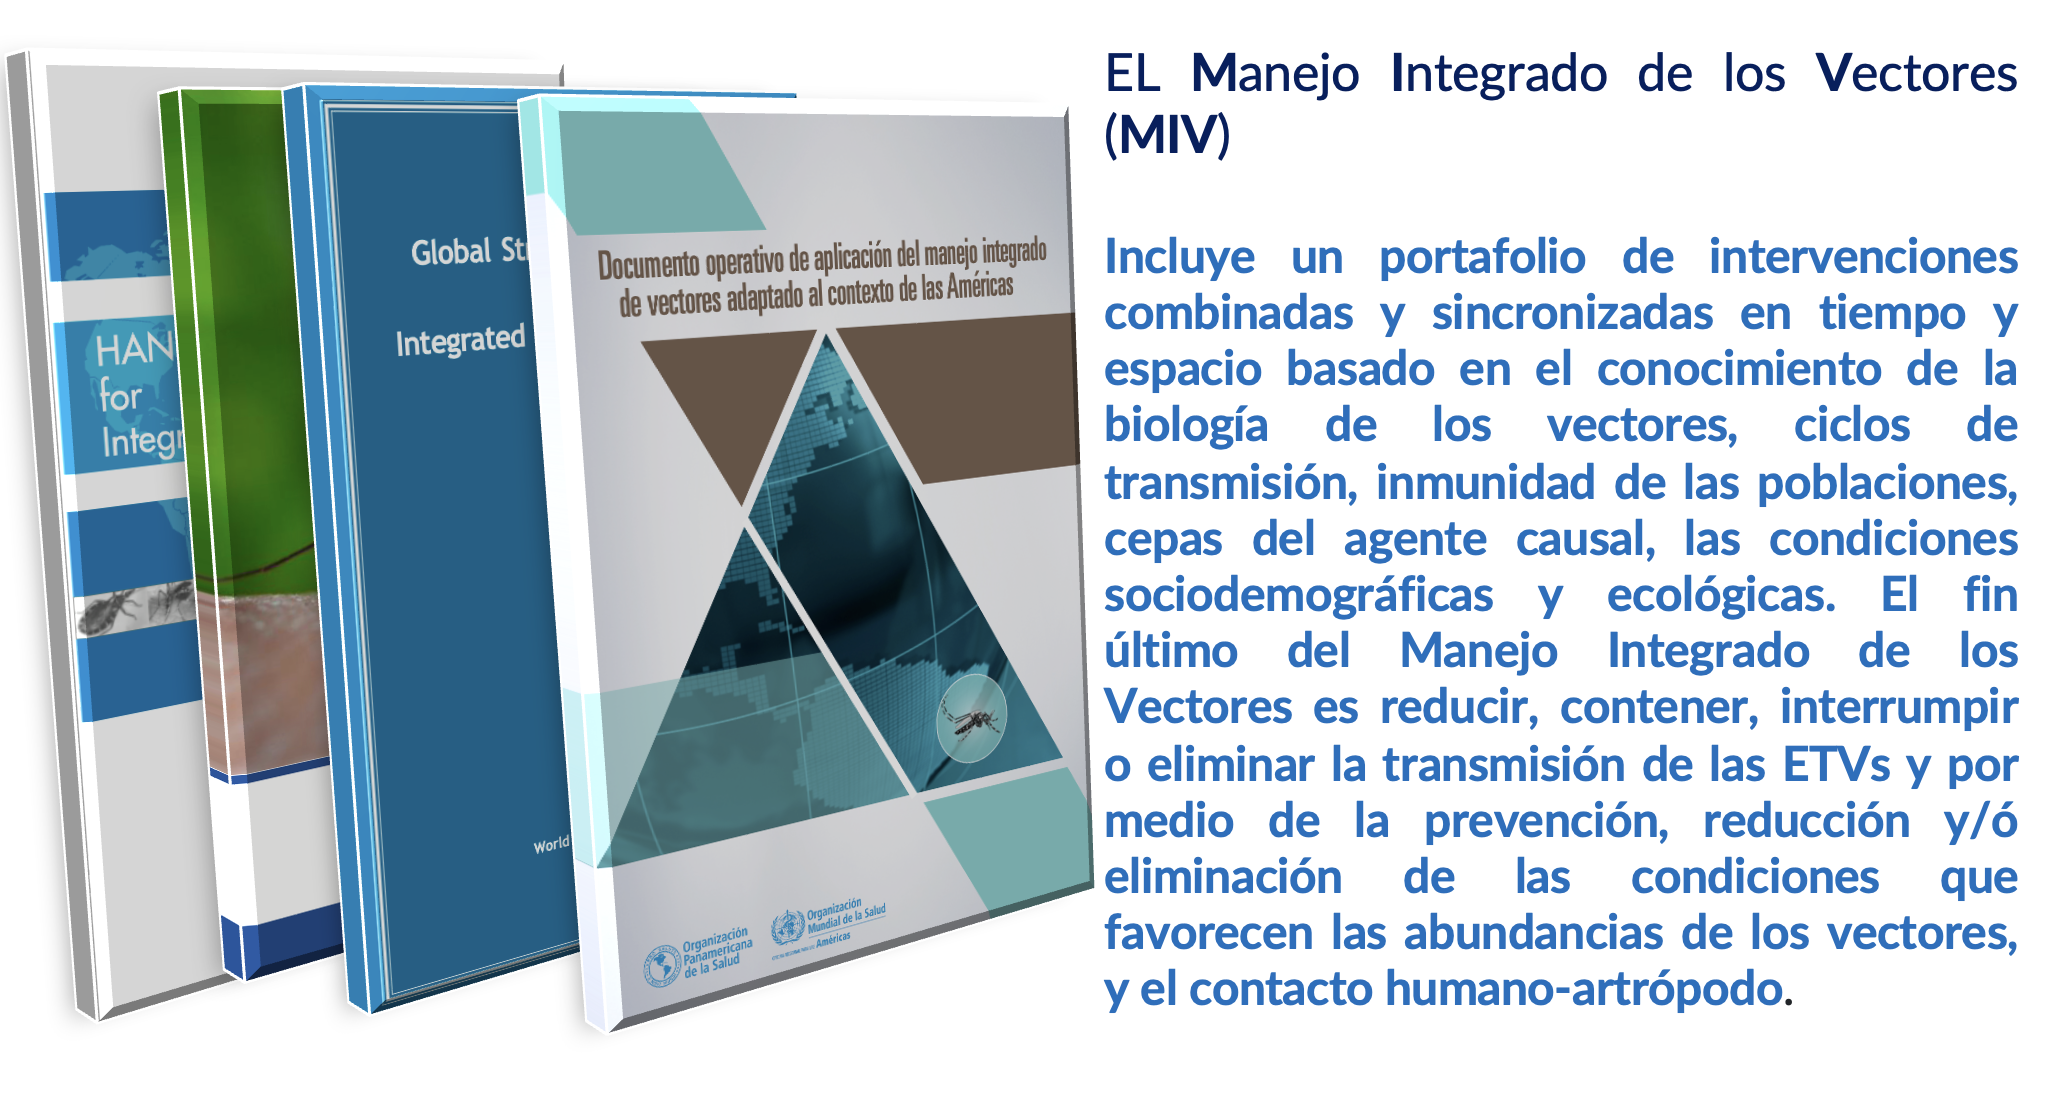 HAN
for
Integr
Global Str
Integrated
World
Documento operativo de aplicación del manejo integrado
de vectores adaptado al contexto de las Américas
Organización
Panamericana
de la Salud
Organización
Mundial de la Salud
Américas
EL Manejo Integrado de los Vectores
(MIV)
Incluye un portafolio de intervenciones
combinadas y sincronizadas en tiempo y
espacio basado en el conocimiento de la
biología de los vectores, ciclos de
transmisión, inmunidad de las poblaciones,
cepas del agente causal, las condiciones
sociodemográficas y ecológicas. El fin
último del Manejo Integrado de los
Vectores es reducir, contener, interrumpir
o eliminar la transmisión de las ETVs y por
medio de la prevención, reducción y/ó
eliminación de las condiciones que
favorecen las abundancias de los vectores,
y el contacto humano-artrópodo.